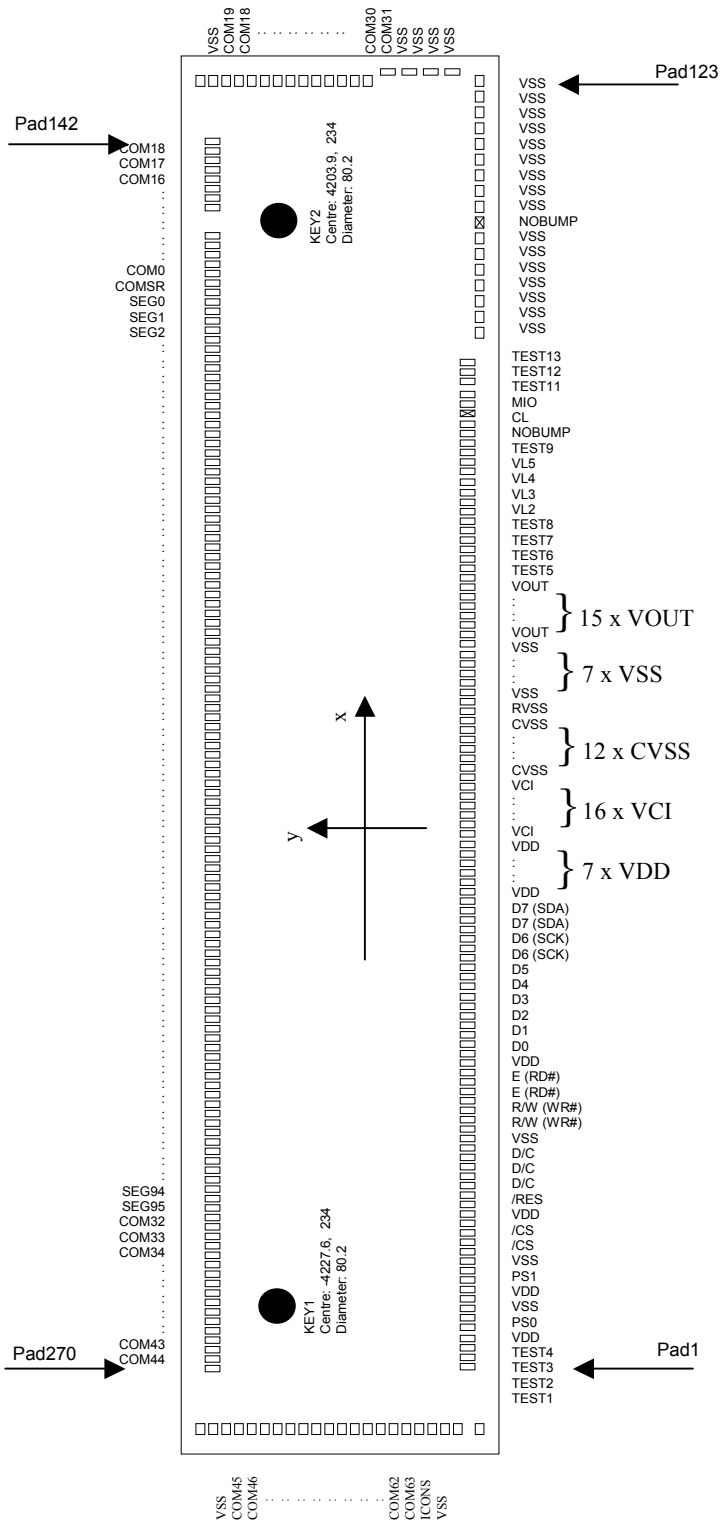 VSS
COM19
COM18
.. .. .. .. .. .. ..
COM30
COM31
VSS
VSS
VSS
VSS
Pad142
COM18
COM17
COM16
:
:
:
:
COM0
COMSR
SEG0
SEG1
SEG2
:
:
SEG94
SEG95
COM32
COM33
COM34
:
:
:
:
:
COM43
COM44
Pad270
KEY2
Centre: 4203.9, 234
Diameter: 80.2
x
y
KEY1
Centre: -4227.6, 234
Diameter: 80.2
Pad123
VSS
VSS
VSS
VSS
VSS
VSS
VSS
VSS
VSS
NOBUMP
VSS
VSS
VSS
VSS
VSS
VSS
VSS
TEST13
TEST12
TEST11
MIO
CL
NOBUMP
TEST9
VL5
VL4
VL3
VL2
TEST8
TEST7
TEST6
TEST5
VOUT
:
:
} 15 x VOUT
VOUT
VSS
:
:
} 7 x VSS
VSS
RVSS
CVSS
:
:
} 12 x CVSS
CVSS
VCI
:
:
} 16 x VCI
VCI
VDD
:
:
} 7 x VDD
VDD
D7 (SDA)
D7 (SDA)
D6 (SCK)
D6 (SCK)
D5
D4
D3
D2
D1
D0
VDD
E (RD#)
E (RD#)
R/W (WR#)
R/W (WR#)
VSS
D/C
D/C
D/C
/RES
VDD
/CS
/CS
VSS
PS1
VDD
VSS
PS0
VDD
TEST4
TEST3
TEST2
TEST1
Pad1
VSS
COM45
COM46
.. .. .. .. .. .. .. ..
COM62
COM63
ICONS
VSS